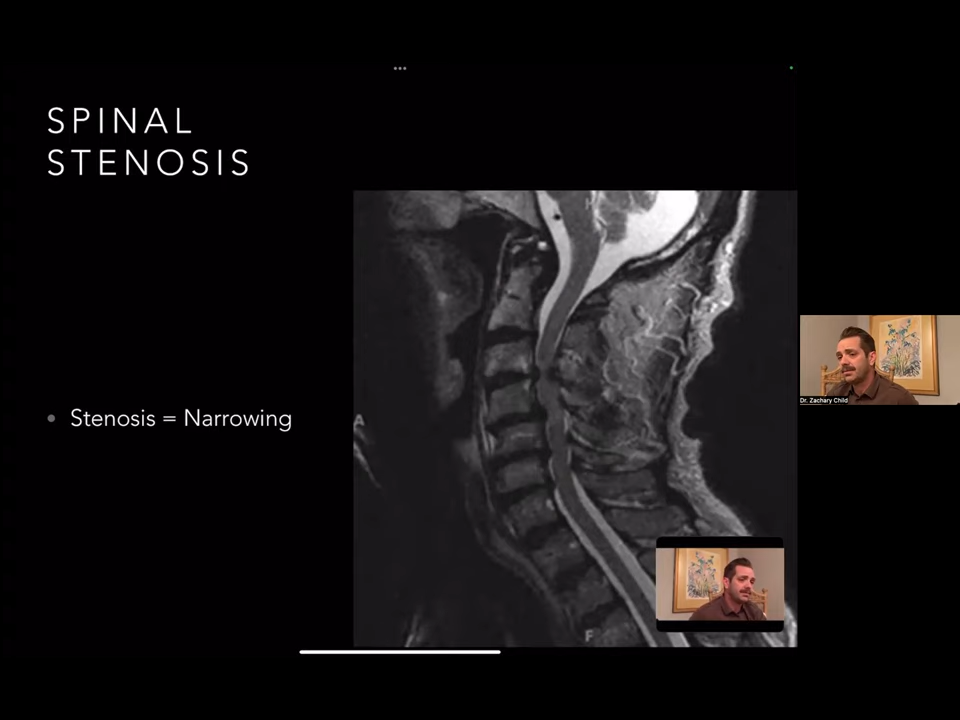 SPINAL
STENOSIS
• Stenosis = Narrowing
A
F
Dr. Zachary Child